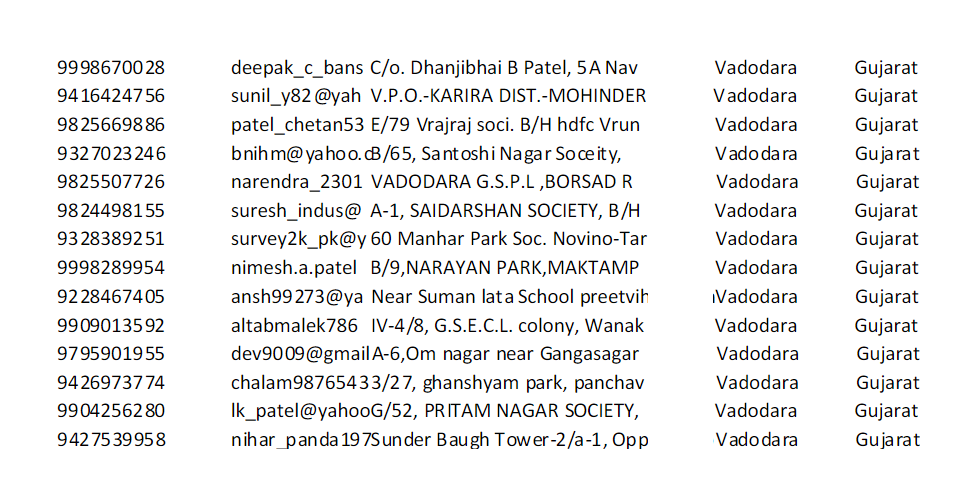 9998670028 deepak_c_bans C/o. Dhanjibhai B Patel, 5A Nav Vadodara Gujarat
9416424756 sunil_y82@yah V.P.O.-KARIRA DIST.-MOHINDER Vadodara Gujarat
9825669886 patel_chetan53 E/79 Vrajraj soci. B/H hdfc Vrun Vadodara Gujarat
9327023246 bnihm@yahoo.c B/65, Santoshi Nagar Soceity, Vadodara Gujarat
9825507726 narendra_2301 VADODARA G.S.P.L ,BORSAD R Vadodara Gujarat
9824498155 suresh_indus@ A-1, SAIDARSHAN SOCIETY, B/H Vadodara Gujarat
9328389251 survey2k_pk@y 60 Manhar Park Soc. Novino-Tar Vadodara Gujarat
9998289954 nimesh.a.patel B/9,NARAYAN PARK,MAKTAMP Vadodara Gujarat
9228467405 ansh99273@ya Near Suman lata School preetvih Vadodara Gujarat
9909013592 altabmalek786 IV-4/8, G.S.E.C.L. colony, Wanak Vadodara Gujarat
9795901955 dev9009@gmail A-6,Om nagar near Gangasagar Vadodara Gujarat
9426973774 chalam9876543 3/27, ghanshyam park, panchav Vadodara Gujarat
9904256280 lk_patel@yahoo G/52, PRITAM NAGAR SOCIETY, Vadodara Gujarat
9427539958 nihar_panda197 Sunder Baugh Tower-2/a-1, Opp Vadodara Gujarat